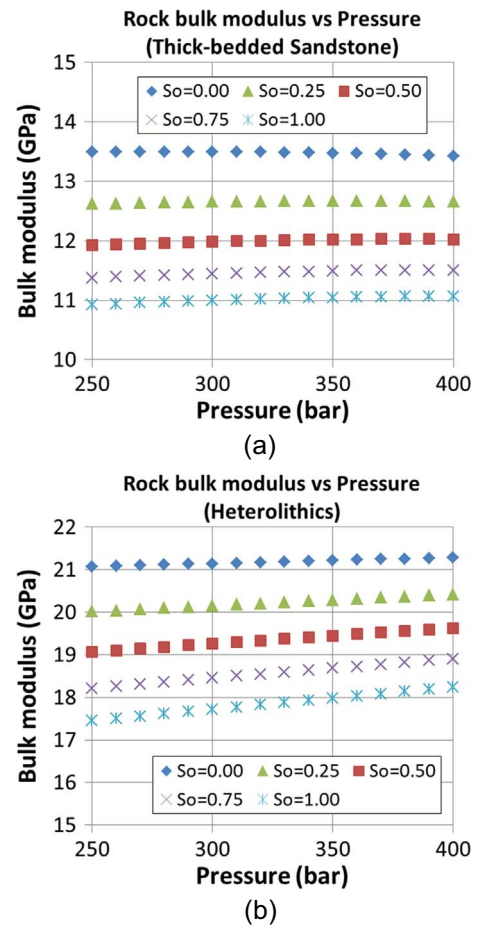 Rock bulk modulus vs Pressure
(Thick-bedded Sandstone)
15
14
13
12
11
10
Bulk modulus (GPa)
So=0.00 So=0.25 So=0.50
So=0.75 So=1.00
250 300 350 400
Pressure (bar)
(a)
Rock bulk modulus vs Pressure
(Heterolithics)
22
21
20
19
18
17
16
15
Bulk modulus (GPa)
So=0.00 So=0.25 So=0.50
So=0.75 So=1.00
250 300 350 400
Pressure (bar)
(b)